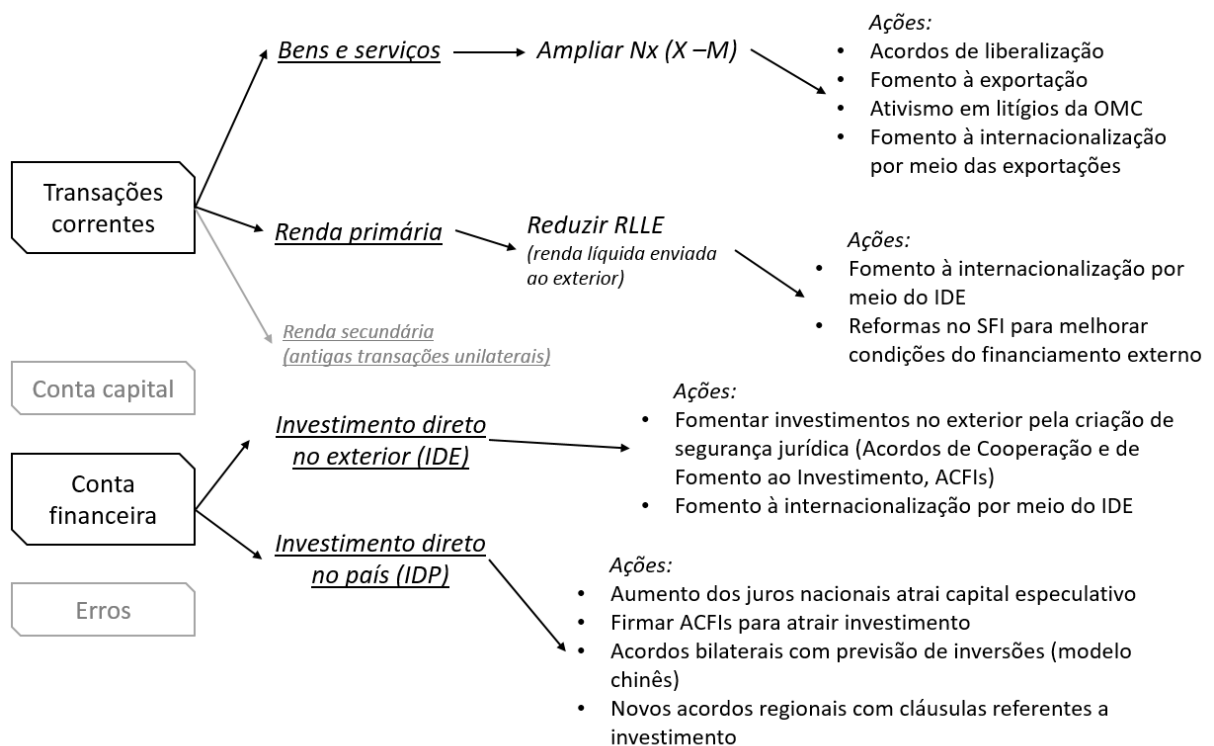 Transações
correntes
Bens e serviços
Ampliar Nx (X –M)
Ações:
• Acordos de liberalização
• Fomento à exportação
• Ativismo em litígios da OMC
• Fomento à internacionalização
por meio das exportações
Renda primária
Reduzir RLLE
(renda líquida enviada
ao exterior)
Ações:
• Fomento à internacionalização por
meio do IDE
• Reformas no SFI para melhorar
condições do financiamento externo
Renda secundária
(antigas transações unilaterais)
Conta capital
Conta
financeira
Investimento direto
no exterior (IDE)
Ações:
• Fomentar investimentos no exterior pela criação de
segurança jurídica (Acordos de Cooperação e de
Fomento ao Investimento, ACFIs)
• Fomento à internacionalização por meio do IDE
Investimento direto
no país (IDP)
Ações:
• Aumento dos juros nacionais atrai capital especulativo
• Firmar ACFIs para atrair investimento
• Acordos bilaterais com previsão de inversões (modelo
chinês)
• Novos acordos regionais com cláusulas referentes a
investimento
Erros